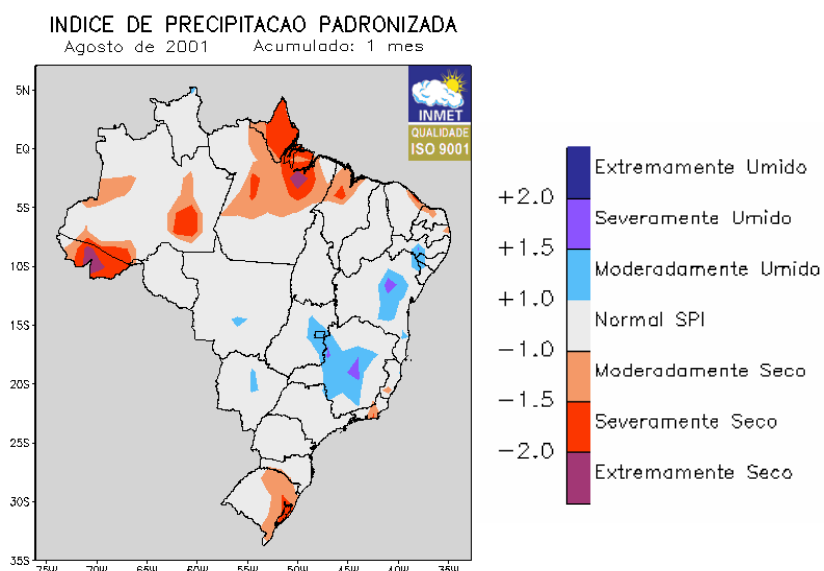 INDICE DE PRECIPITACAO PADRONIZADA
Agosto de 2001 Acumulado: 1 mes
INMET
QUALIDADE
ISO 9001
5N
EQ
5S
10S
15S
20S
25S
30S
35S
75W 70W 65W 60W 55W 50W 45W 40W 35W
Extremamente Umido
+2.0
Severamente Umido
+1.5
Moderadamente Umido
+1.0
Normal SPI
-1.0
Moderadamente Seco
-1.5
Severamente Seco
-2.0
Extremamente Seco